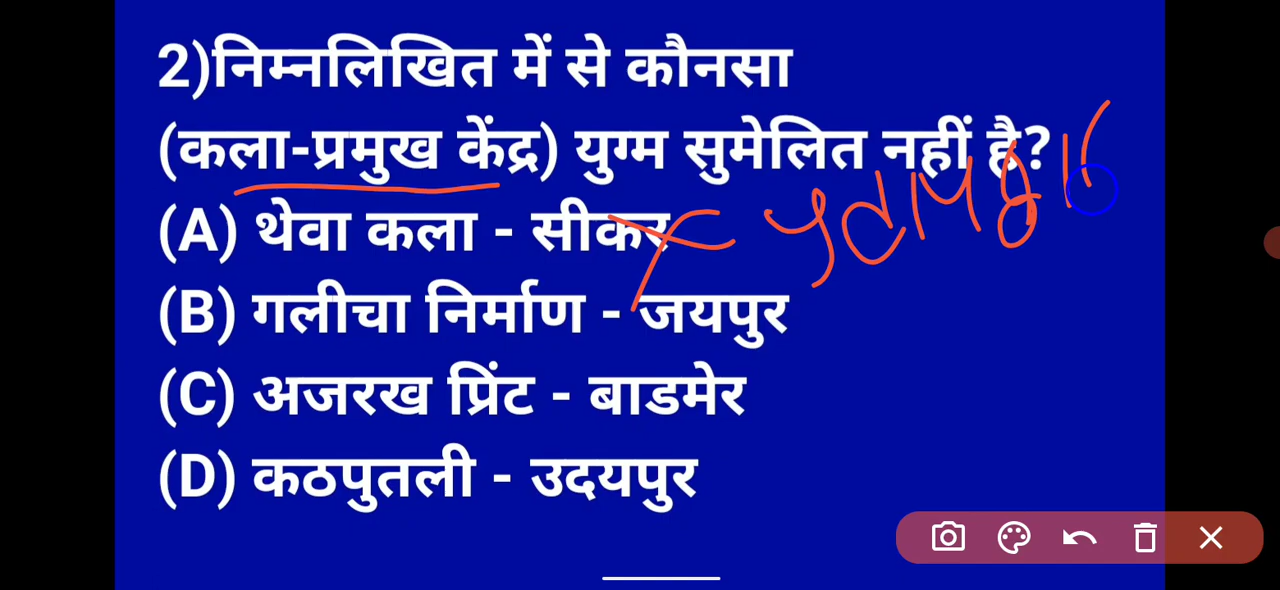 2)निम्नलिखित में से कौनसा
(कला-प्रमुख केंद्र) युग्म सुमेलित नहीं है?
(A) थेवा कला - सीकर
(B) गलीचा निर्माण - जयपुर
(C) अजरख प्रिंट - बाडमेर
(D) कठपुतली - उदयपुर